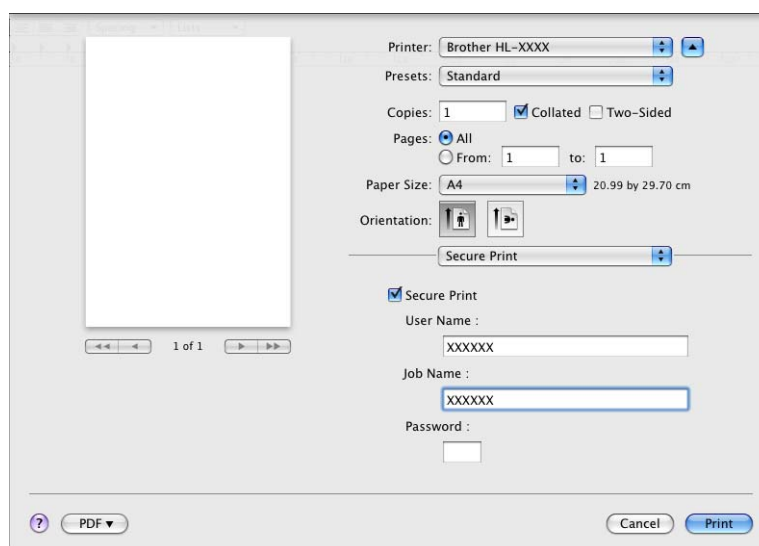 Spacing Lists
Printer: Brother HL-XXXX
Presets: Standard
Copies: 1 Collated Two-Sided
Pages: All
From: 1 to: 1
Paper Size: A4 20.99 by 29.70 cm
Orientation:
Secure Print
Secure Print
User Name :
XXXXXX
Job Name :
XXXXXX
Password :
1 of 1
? PDF Cancel Print